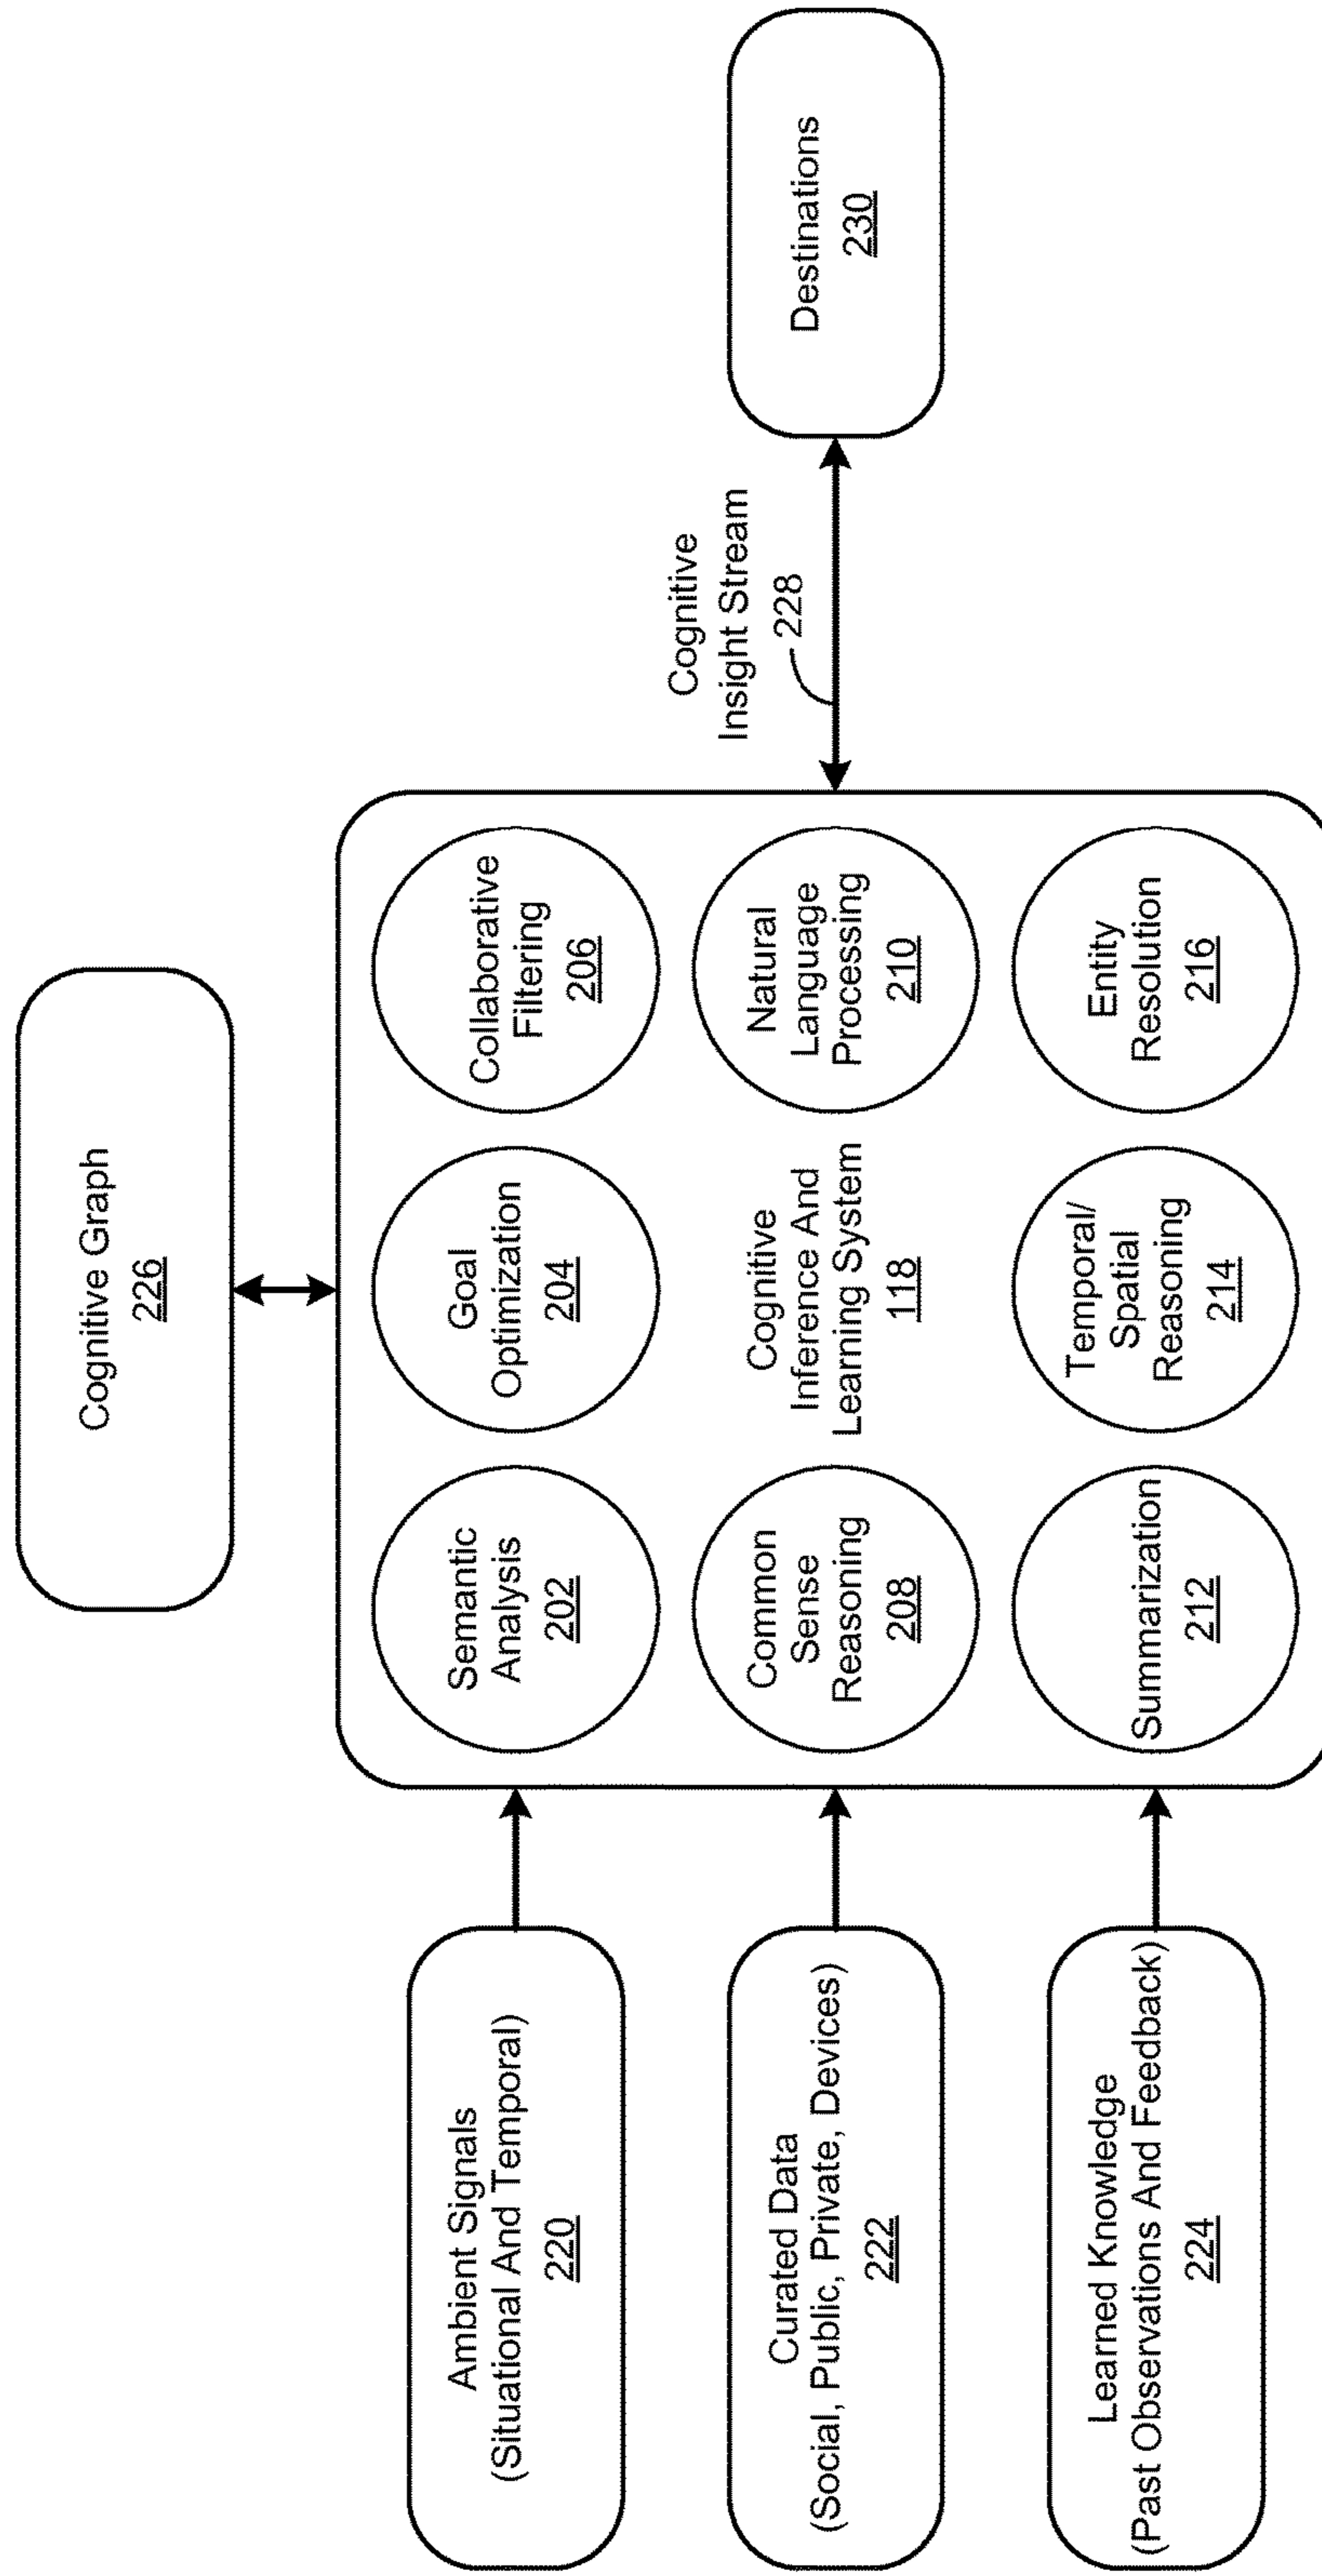 Cognitive Graph
226
Ambient Signals
(Situational And Temporal)
220
Curated Data
(Social, Public, Private, Devices)
222
Learned Knowledge
(Past Observations And Feedback)
224
Semantic
Analysis
202
Goal
Optimization
204
Collaborative
Filtering
206
Common
Sense
Reasoning
208
Cognitive
Inference And
Learning System
118
Natural
Language
Processing
210
Summarization
212
Temporal/
Spatial
Reasoning
214
Entity
Resolution
216
Cognitive
Insight Stream
228
Destinations
230